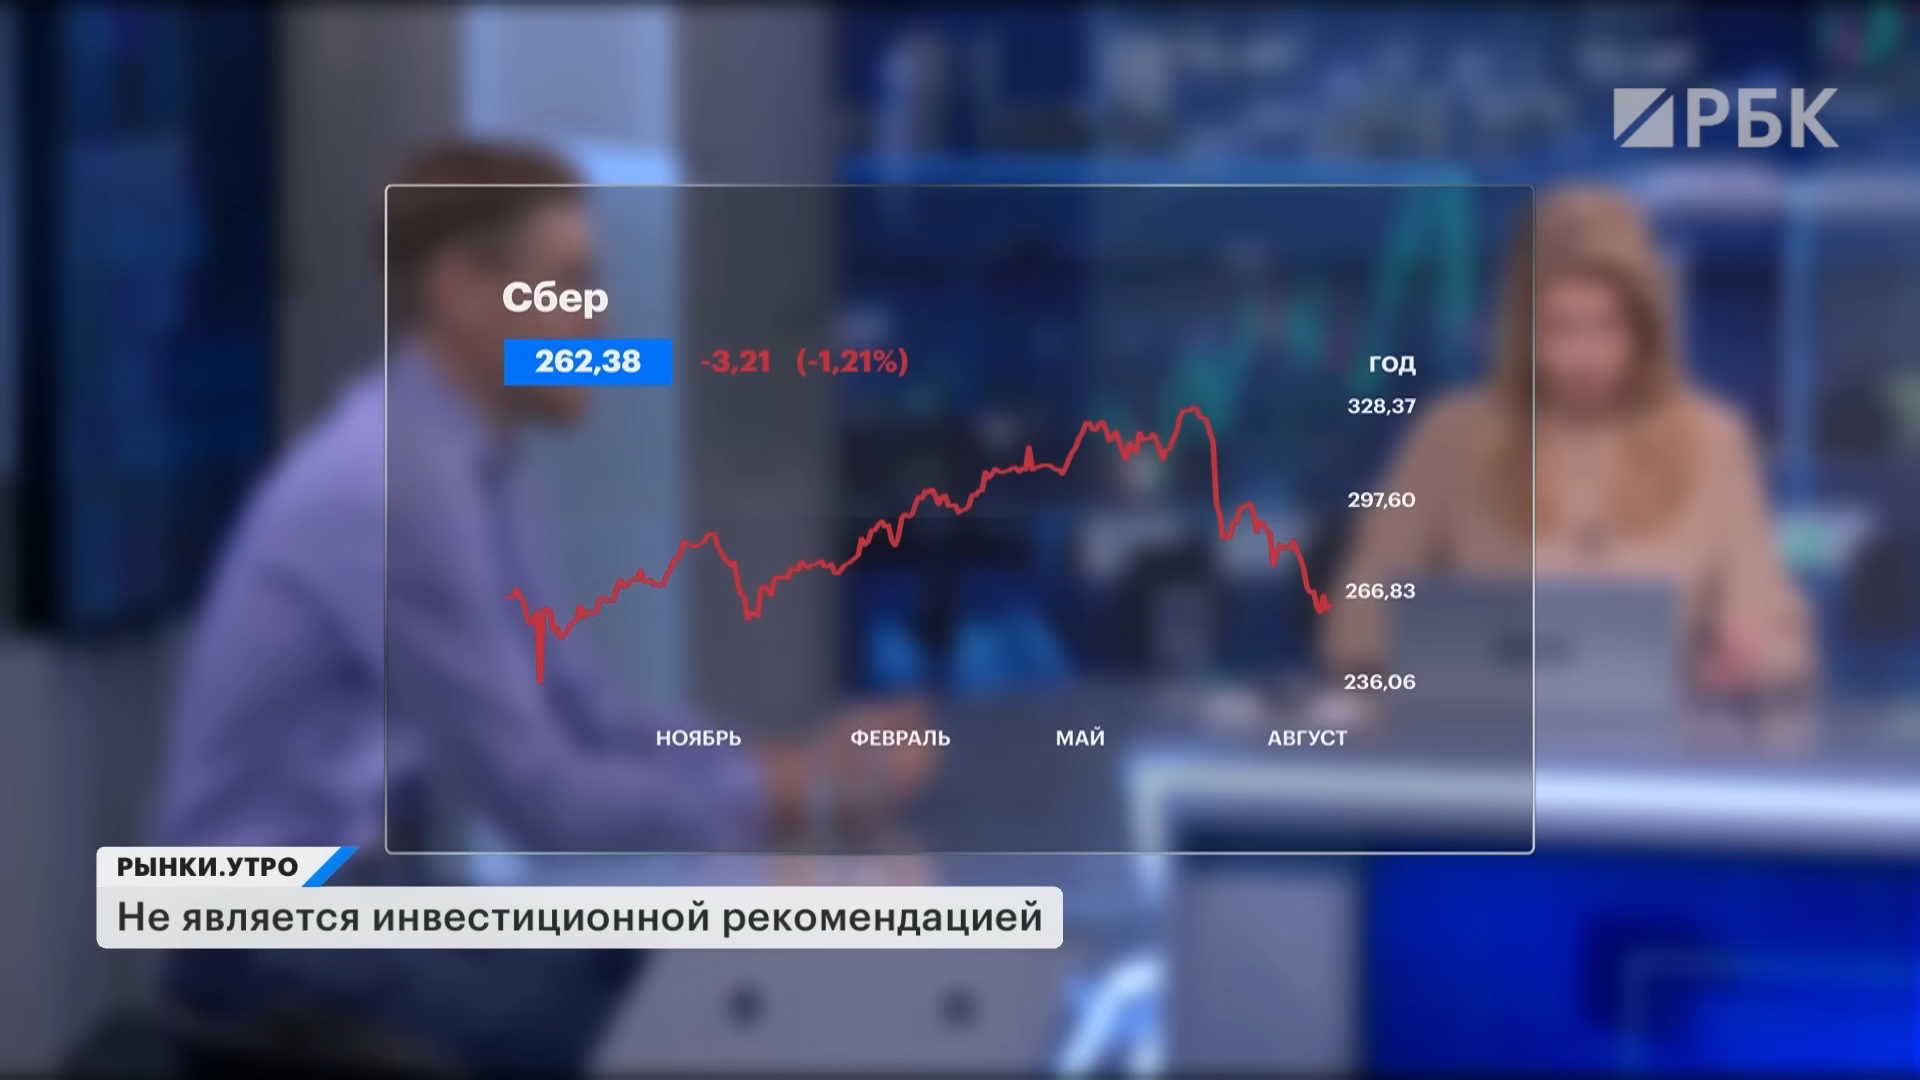 РБК
Сбер
262,38 -3,21 (-1,21%)
ГОД
328,37
297,60
266,83
236,06
НОЯБРЬ ФЕВРАЛЬ МАЙ АВГУСТ
РЫНКИ.УТРО
Не является инвестиционной рекомендацией